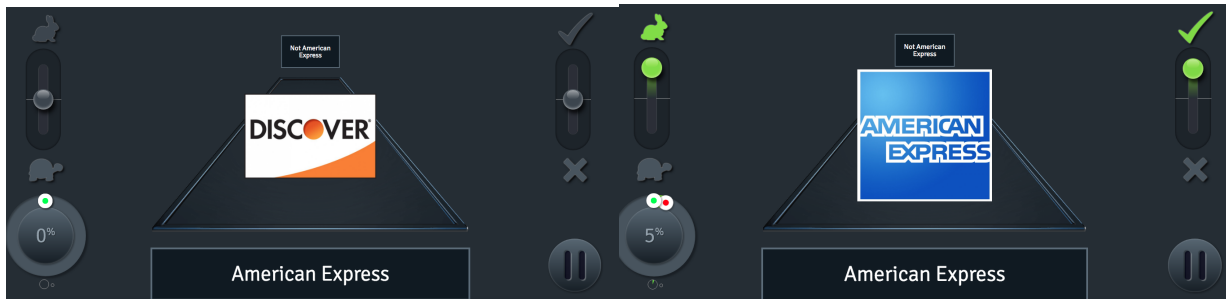 Not American
Express
DISCOVER
0%
American Express
Not American
Express
AMERICAN
EXPRESS
5%
American Express